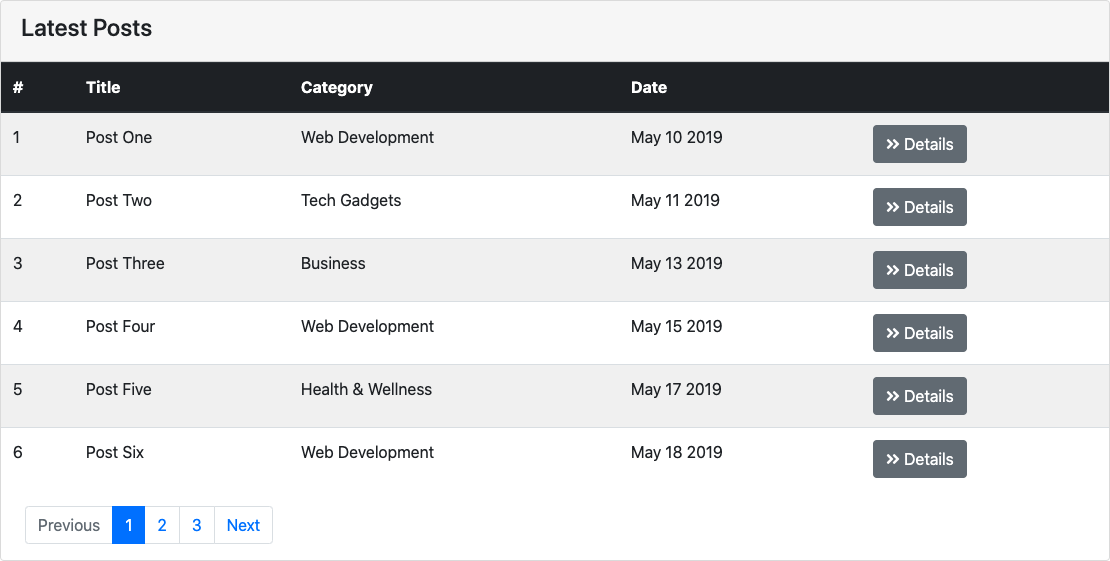 Latest Posts
# Title Category Date
1 Post One Web Development May 10 2019 Details
2 Post Two Tech Gadgets May 11 2019 Details
3 Post Three Business May 13 2019 Details
4 Post Four Web Development May 15 2019 Details
5 Post Five Health & Wellness May 17 2019 Details
6 Post Six Web Development May 18 2019 Details
Previous 1 2 3 Next